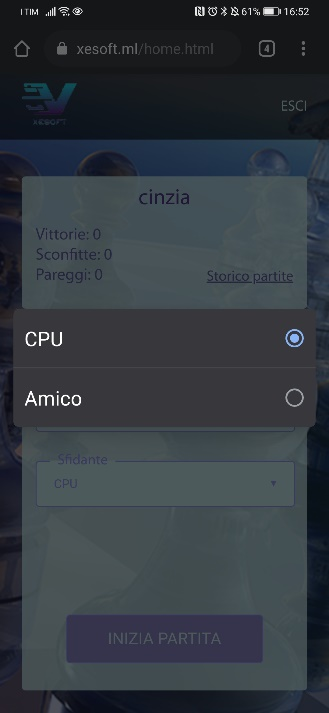 TIM 61% 16:52
xesoft.ml/home.html 4
XESOFT ESCI
cinzia
Vittorie: 0
Sconfitte: 0
Pareggi: 0 Storico partite
CPU
Amico
Sfidante
CPU
INIZIA PARTITA